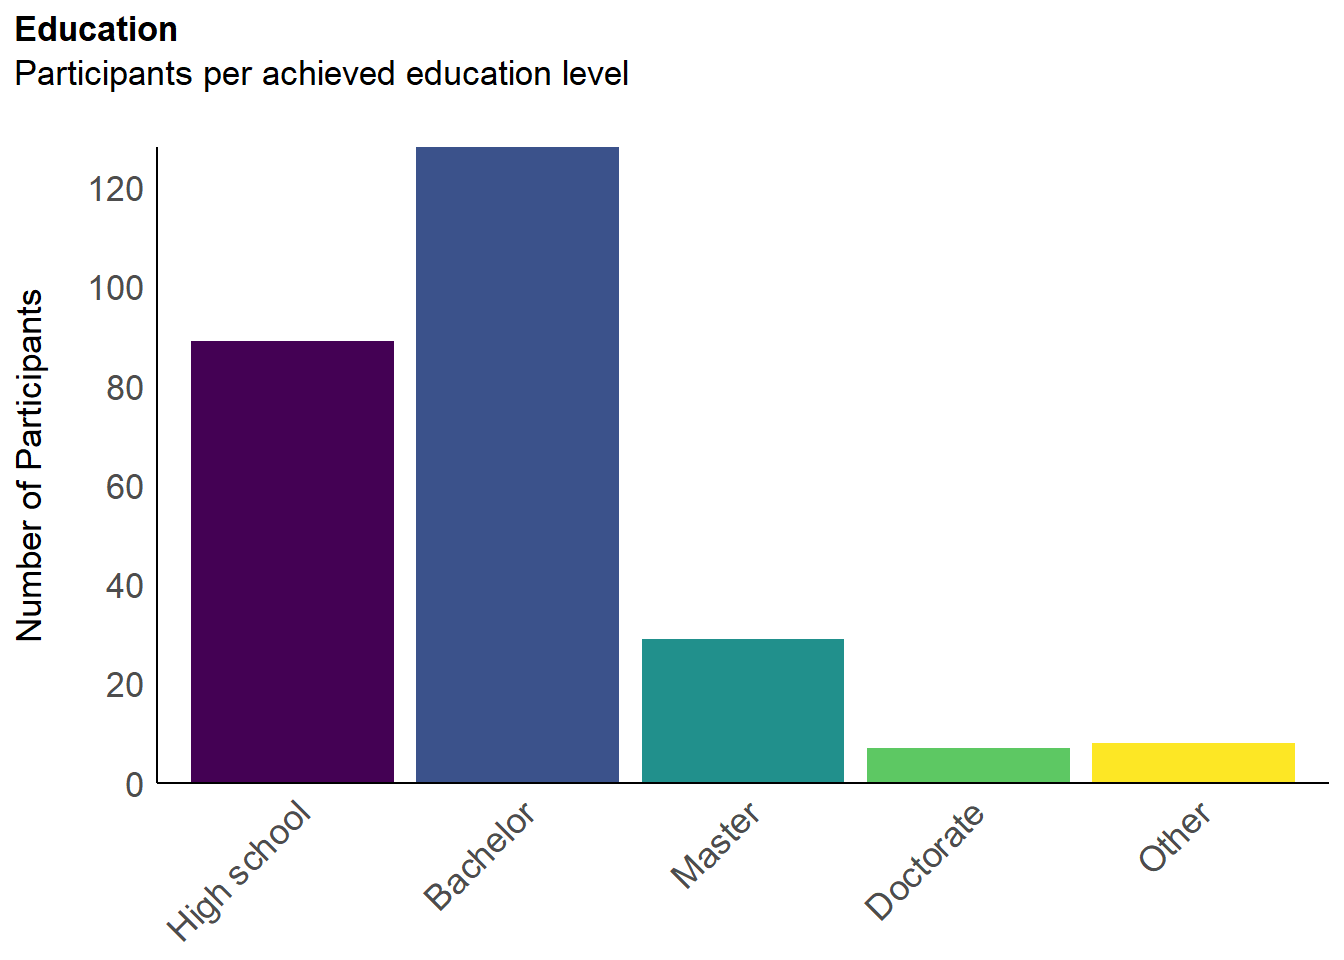 Education
Participants per achieved education level
Number of Participants
120
100
80
60
40
20
0
High school
Bachelor
Master
Doctorate
Other